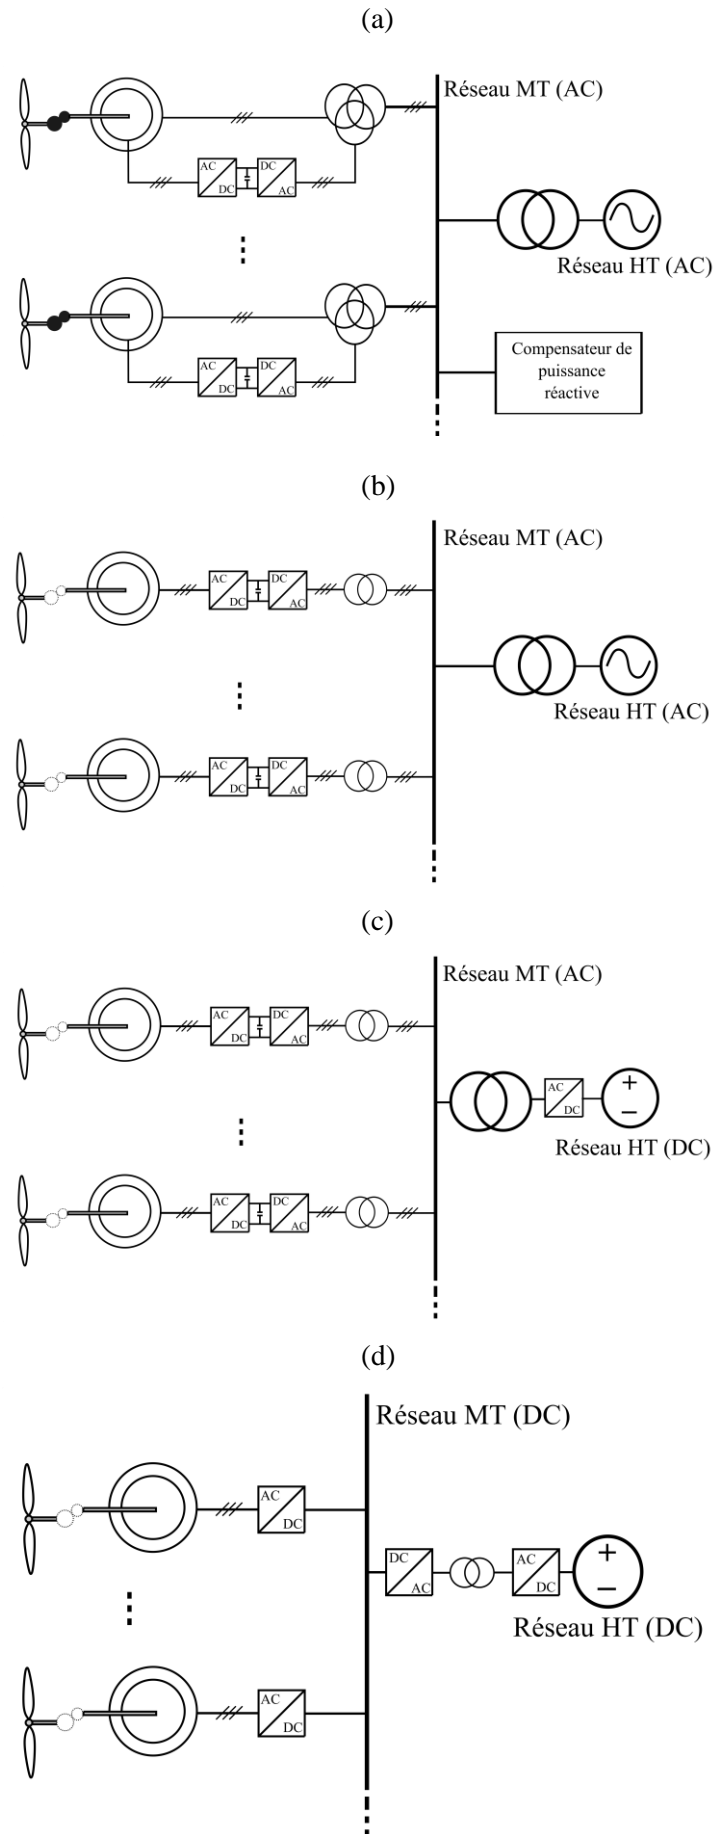 (a)
Réseau MT (AC)
AC
DC
DC
AC
Réseau HT (AC)
AC
DC
DC
AC
Compensateur de
puissance
réactive
(b)
Réseau MT (AC)
AC
DC
DC
AC
Réseau HT (AC)
AC
DC
DC
AC
(c)
Réseau MT (AC)
AC
DC
DC
AC
AC
DC
+
−
Réseau HT (DC)
AC
DC
DC
AC
(d)
Réseau MT (DC)
AC
DC
DC
AC
AC
DC
+
−
Réseau HT (DC)
AC
DC